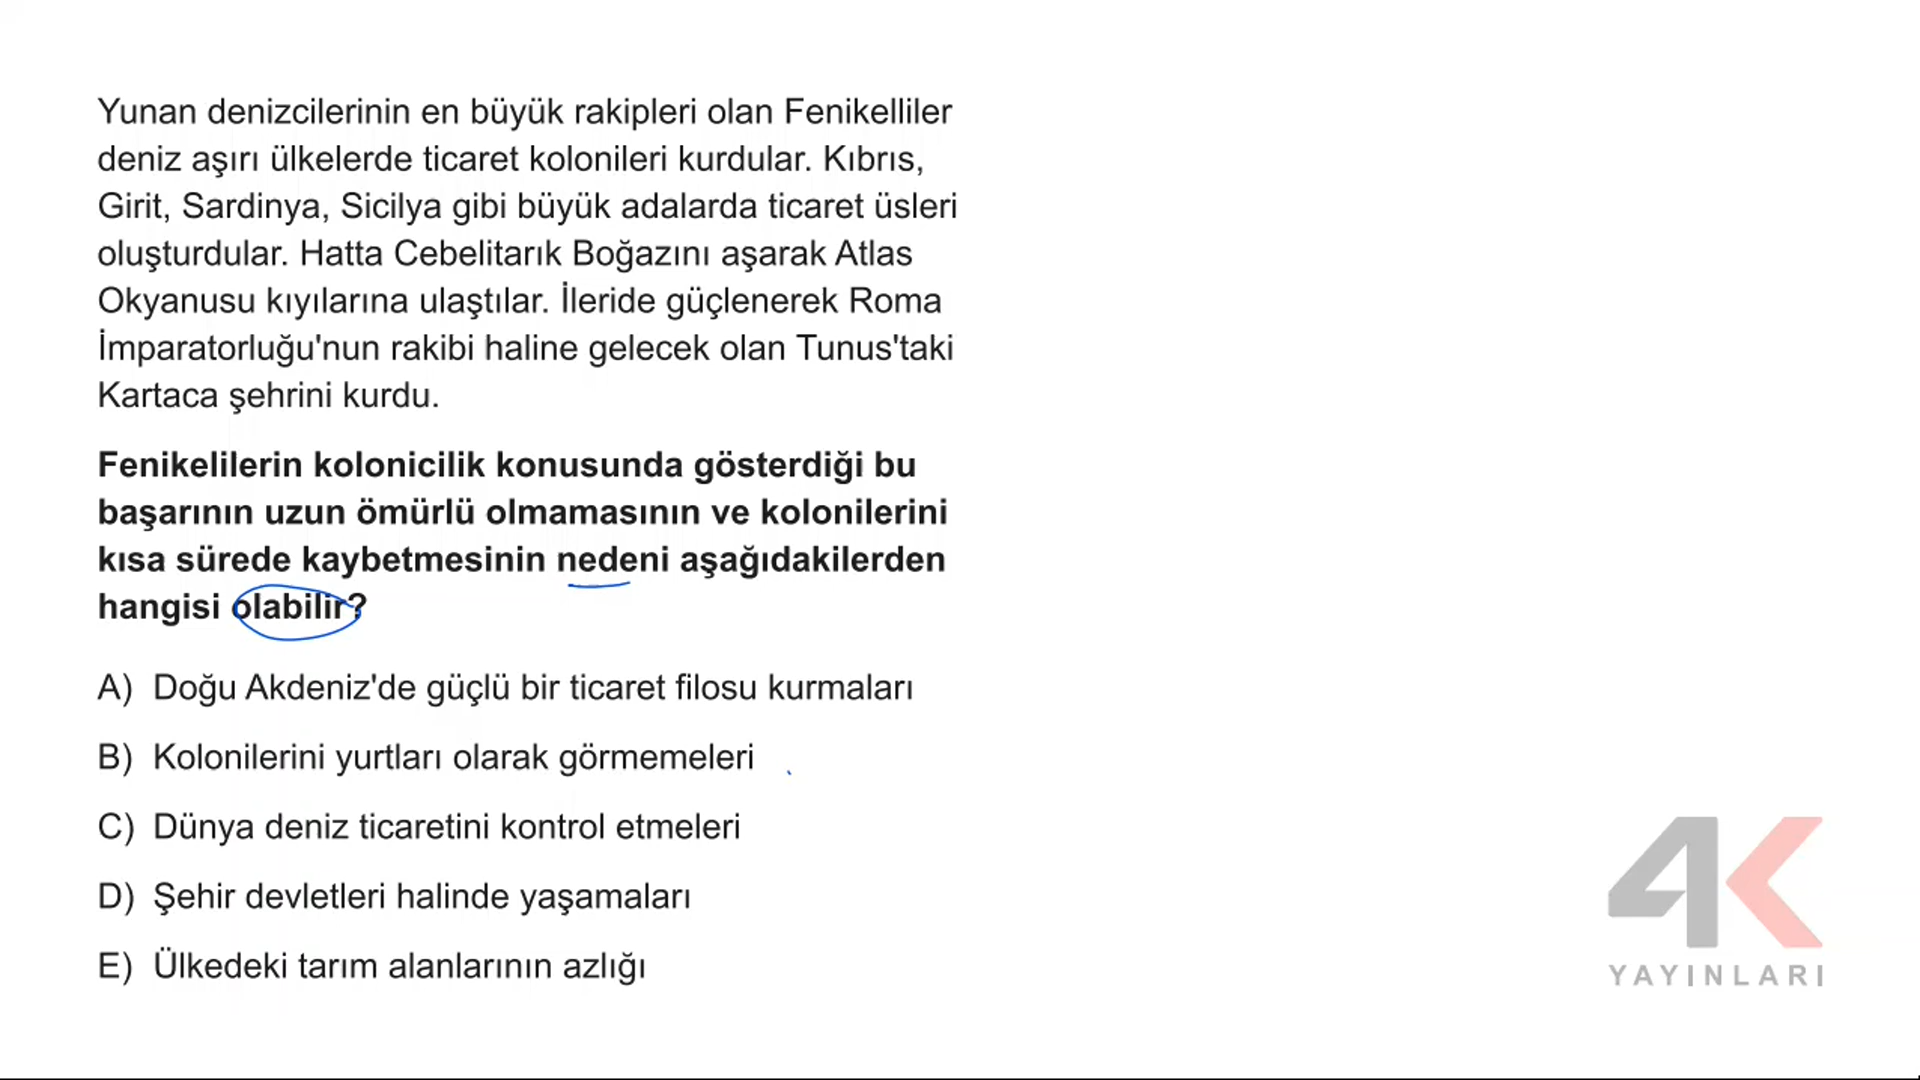 Yunan denizcilerinin en büyük rakipleri olan Fenikelliler
deniz aşırı ülkelerde ticaret kolonileri kurdular. Kıbrıs,
Girit, Sardinya, Sicilya gibi büyük adalarda ticaret üsleri
oluşturdular. Hatta Cebelitarık Boğazını aşarak Atlas
Okyanusu kıyılarına ulaştılar. İleride güçlenerek Roma
İmparatorluğu'nun rakibi haline gelecek olan Tunus'taki
Kartaca şehrini kurdu.
Fenikelilerin kolonicilik konusunda gösterdiği bu
başarının uzun ömürlü olmamasının ve kolonilerini
kısa sürede kaybetmesinin nedeni aşağıdakilerden
hangisi olabilir?
A) Doğu Akdeniz'de güçlü bir ticaret filosu kurmaları
B) Kolonilerini yurtları olarak görmemeleri
C) Dünya deniz ticaretini kontrol etmeleri
D) Şehir devletleri halinde yaşamaları
E) Ülkedeki tarım alanlarının azlığı
4K
YAYINLARI